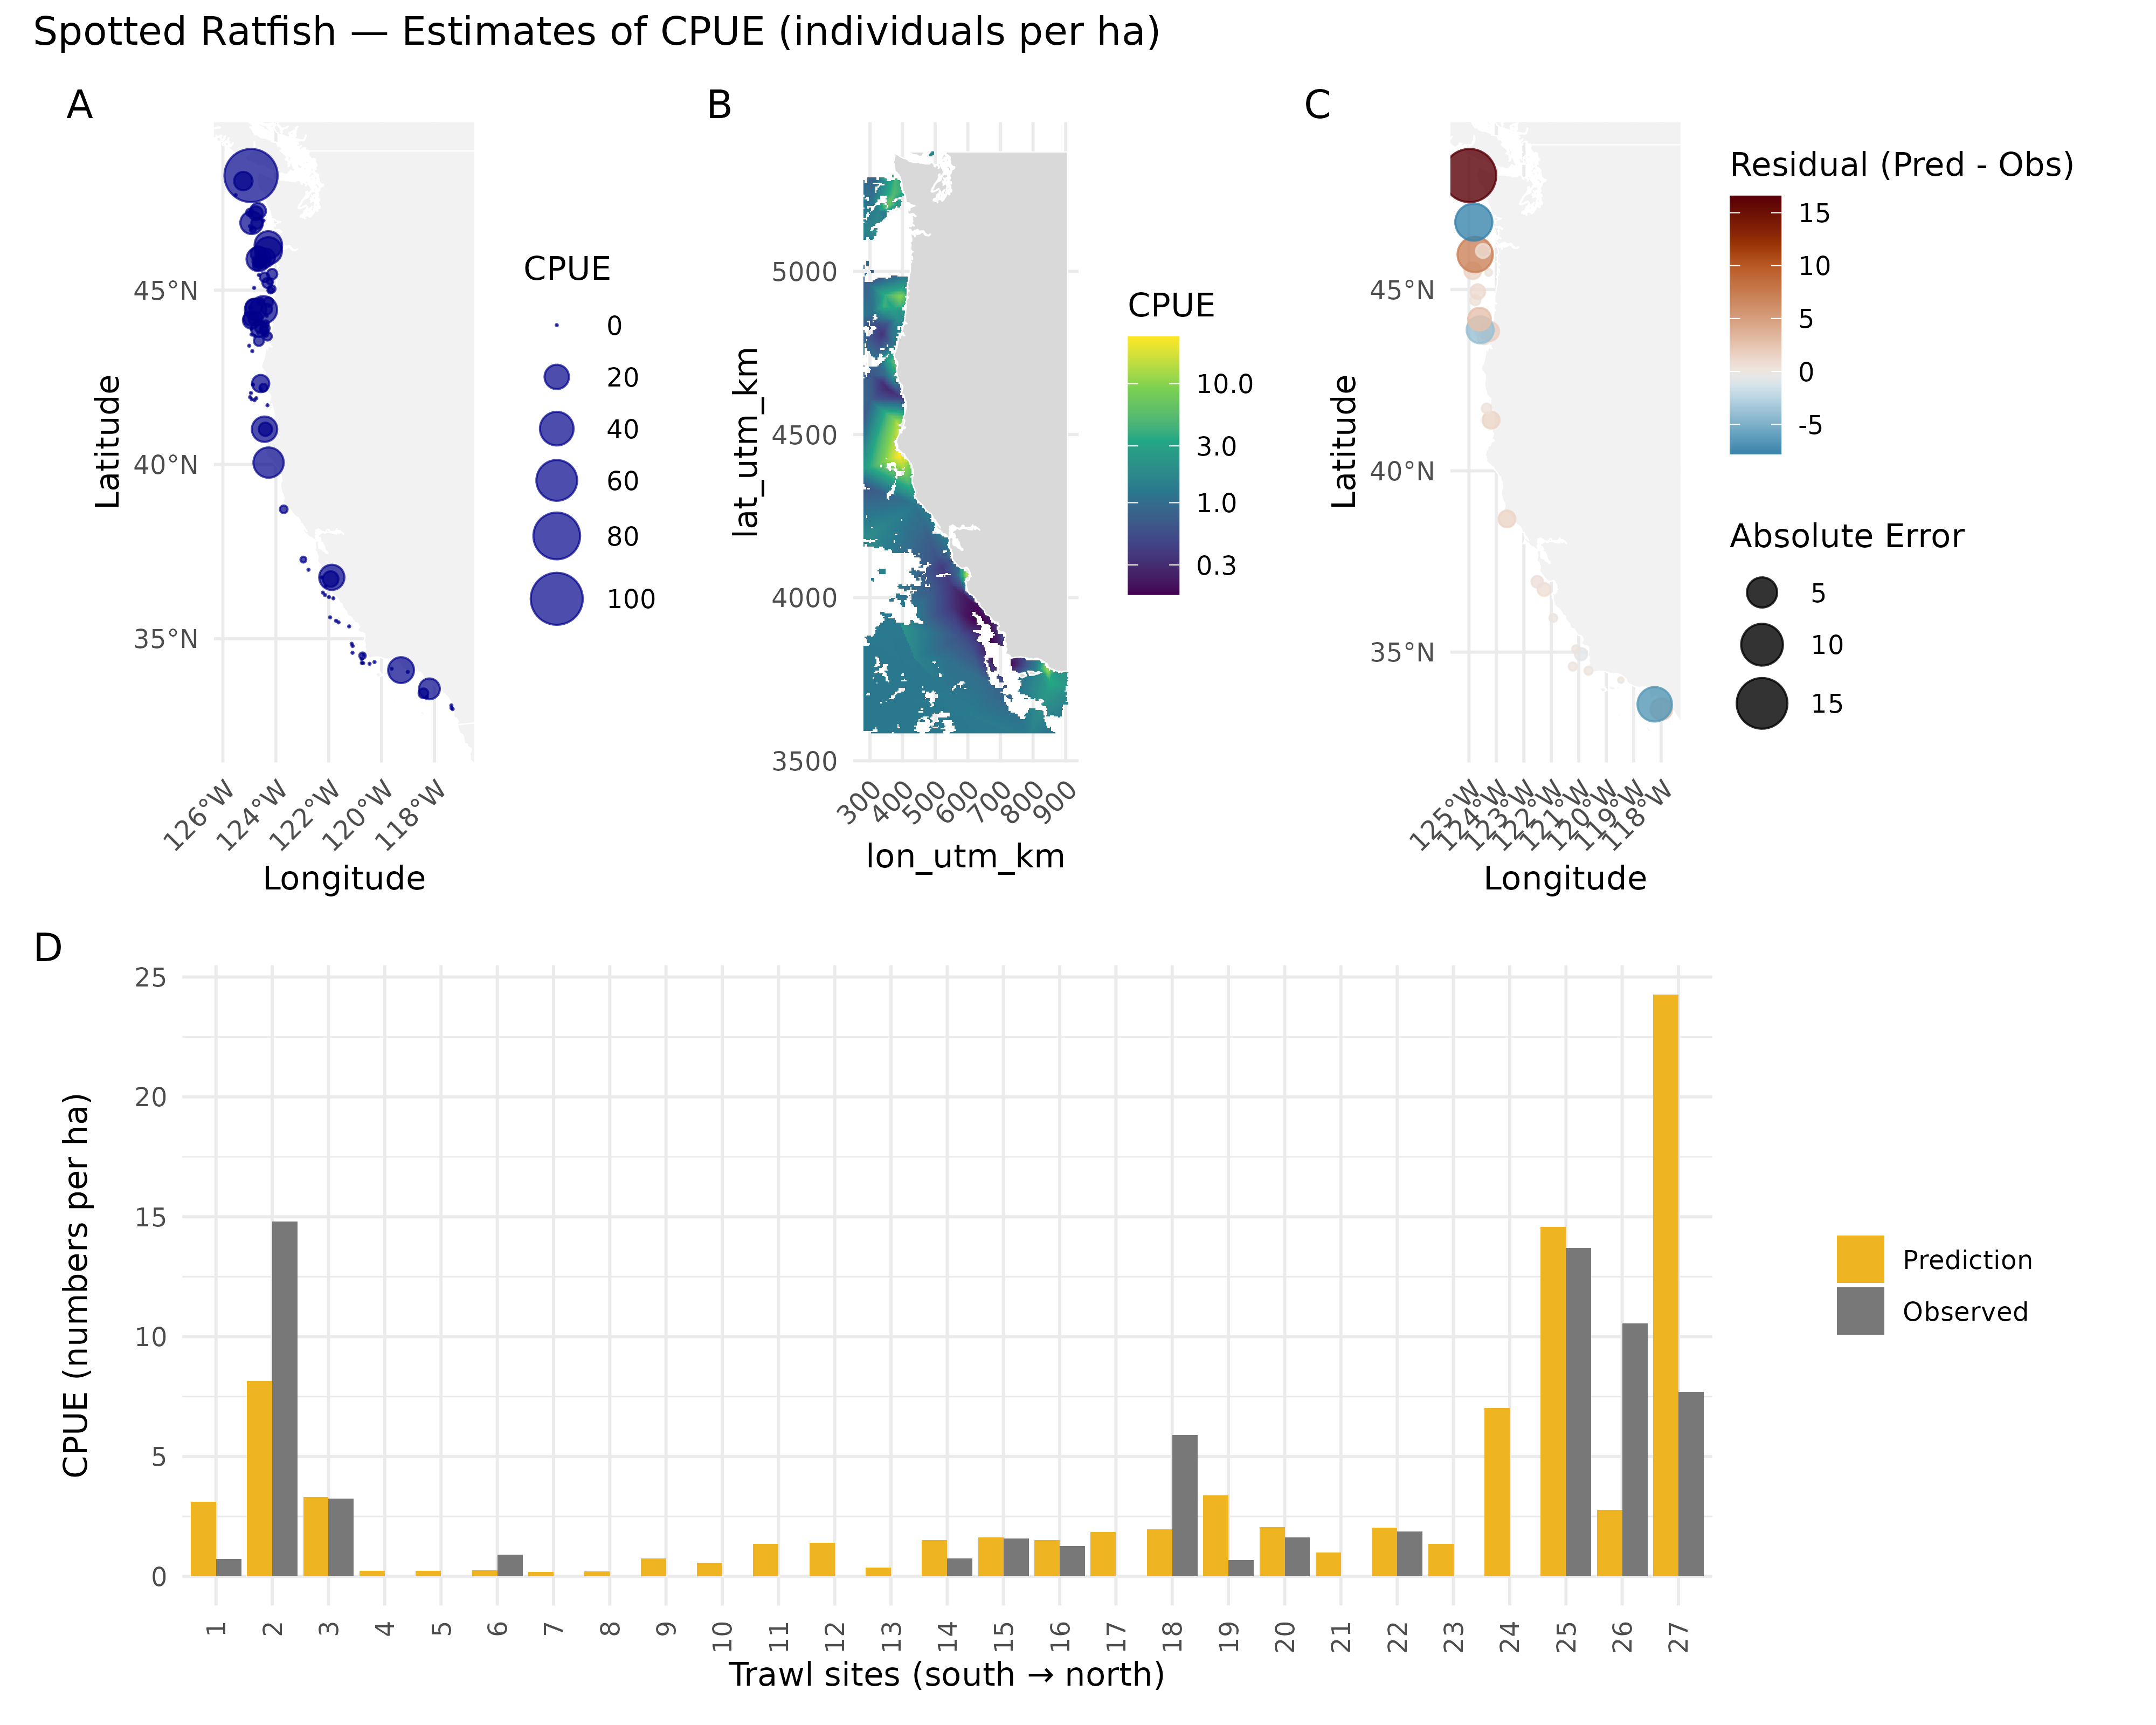 Spotted Ratfish — Estimates of CPUE (individuals per ha)
A
Latitude
45°N
40°N
35°N
126°W
124°W
122°W
120°W
118°W
Longitude
CPUE
0
20
40
60
80
100
B
lat_utm_km
5000
4500
4000
3500
300
400
500
600
700
800
900
lon_utm_km
CPUE
10.0
3.0
1.0
0.3
C
Latitude
45°N
40°N
35°N
125°W
124°W
123°W
122°W
121°W
120°W
119°W
118°W
Longitude
Residual (Pred - Obs)
15
10
5
0
-5
Absolute Error
5
10
15
D
CPUE (numbers per ha)
25
20
15
10
5
0
1
2
3
4
5
6
7
8
9
10
11
12
13
14
15
16
17
18
19
20
21
22
23
24
25
26
27
Trawl sites (south → north)
Prediction
Observed